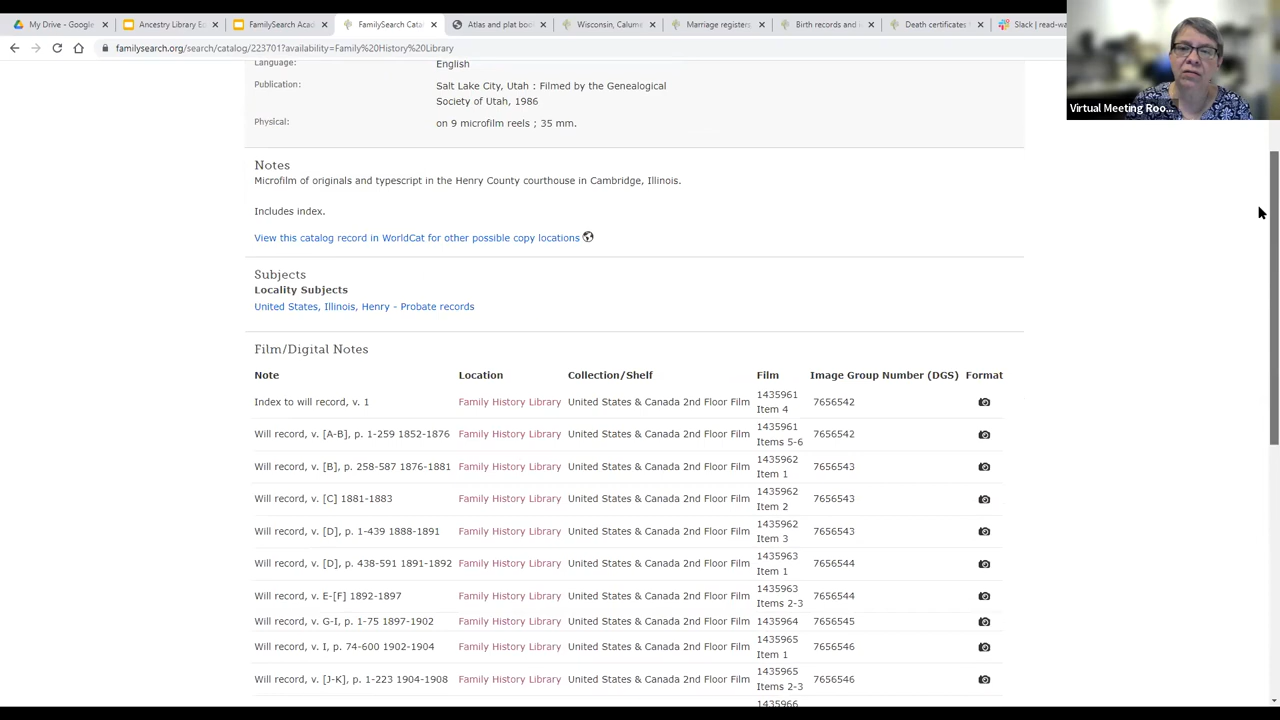 My Drive - Google
Ancestry Library Ed
FamilySearch Aca
FamilySearch Cata
Atlas and plat boo
Wisconsin, Calume
Marriage registers
Birth records and
Death certificates
Slack | read-wa
familysearch.org/search/catalog/223701?availability=Family%20History%20Library
Virtual Meeting Roo...
Language: English
Publication: Salt Lake City, Utah : Filmed by the Genealogical
Society of Utah, 1986
Physical: on 9 microfilm reels ; 35 mm.
Notes
Microfilm of originals and typescript in the Henry County courthouse in Cambridge, Illinois.
Includes index.
View this catalog record in WorldCat for other possible copy locations
Subjects
Locality Subjects
United States, Illinois, Henry - Probate records
Film/Digital Notes
Note Location Collection/Shelf Film Image Group Number (DGS) Format
Index to will record, v. 1 Family History Library United States & Canada 2nd Floor Film 1435961 Item 4 7656542
Will record, v. [A-B], p. 1-259 1852-1876 Family History Library United States & Canada 2nd Floor Film 1435961 Items 5-6 7656542
Will record, v. [B], p. 258-587 1876-1881 Family History Library United States & Canada 2nd Floor Film 1435962 Item 1 7656543
Will record, v. [C] 1881-1883 Family History Library United States & Canada 2nd Floor Film 1435962 Item 2 7656543
Will record, v. [D], p. 1-439 1888-1891 Family History Library United States & Canada 2nd Floor Film 1435962 Item 3 7656543
Will record, v. [D], p. 438-591 1891-1892 Family History Library United States & Canada 2nd Floor Film 1435963 Item 1 7656544
Will record, v. E-[F] 1892-1897 Family History Library United States & Canada 2nd Floor Film 1435963 Items 2-3 7656544
Will record, v. G-I, p. 1-75 1897-1902 Family History Library United States & Canada 2nd Floor Film 1435964 7656545
Will record, v. I, p. 74-600 1902-1904 Family History Library United States & Canada 2nd Floor Film 1435965 Item 1 7656546
Will record, v. [J-K], p. 1-223 1904-1908 Family History Library United States & Canada 2nd Floor Film 1435965 Items 2-3 7656546
1435966